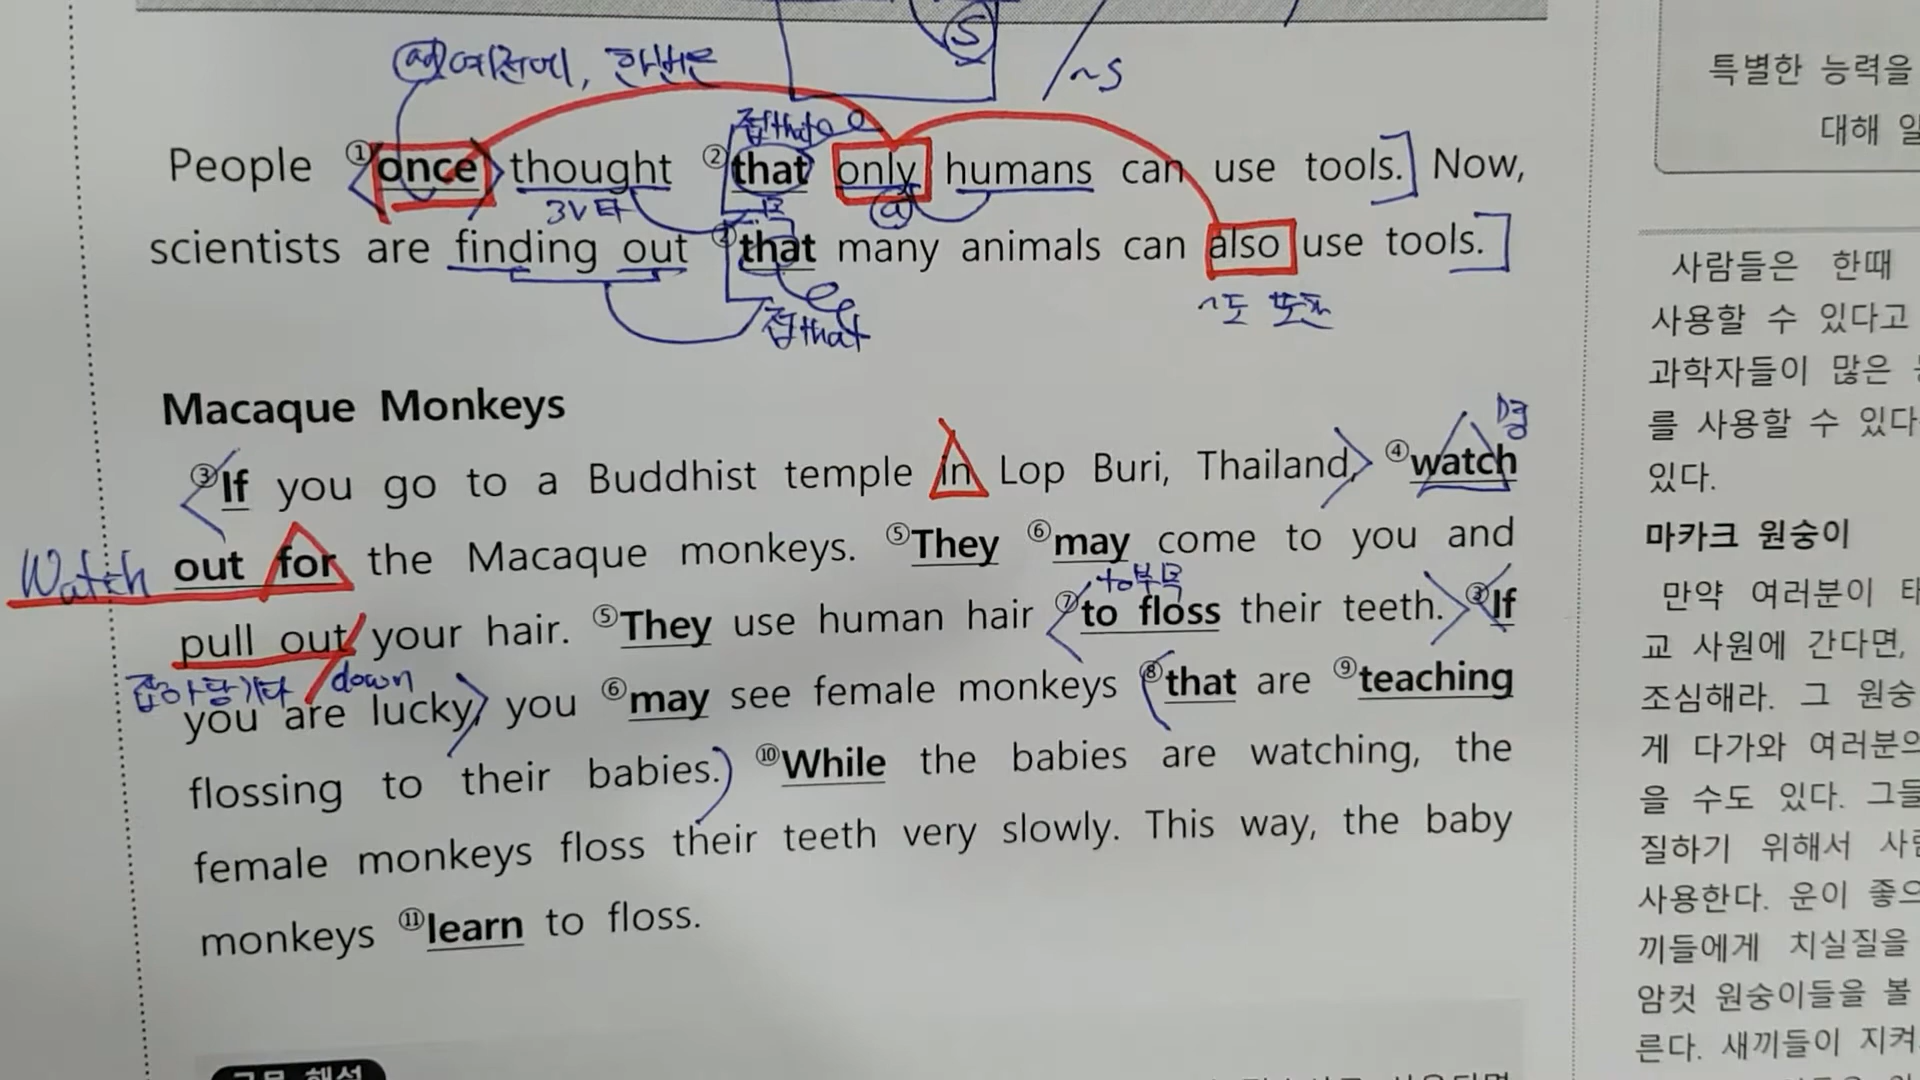 S
~S
ad 예전에, 한번은
접that
People ①once thought ②that only humans can use tools. Now,
3V타
a
scientists are finding out ②that many animals can also use tools.
접that
~도 또한
Macaque Monkeys
명
③If you go to a Buddhist temple in Lop Buri, Thailand, ④watch
Watch out for the Macaque monkeys. ⑤They ⑥may come to you and
to부목
pull out your hair. ⑤They use human hair ⑦to floss their teeth. ③If
잡아당기다 down
you are lucky, you ⑥may see female monkeys ⑧that are ⑨teaching
flossing to their babies. ⑩While the babies are watching, the
female monkeys floss their teeth very slowly. This way, the baby
monkeys ⑪learn to floss.
특별한 능력을
대해
사람들은 한때
사용할 수 있다고
과학자들이 많은
를 사용할 수 있다
있다.
마카크 원숭이
만약 여러분이 태
교 사원에 간다면,
조심해라. 그 원숭
게 다가와 여러분의
을 수도 있다. 그들
질하기 위해서 사람
사용한다. 운이 좋으
끼들에게 치실질을
암컷 원숭이들을 볼
른다. 새끼들이 지켜